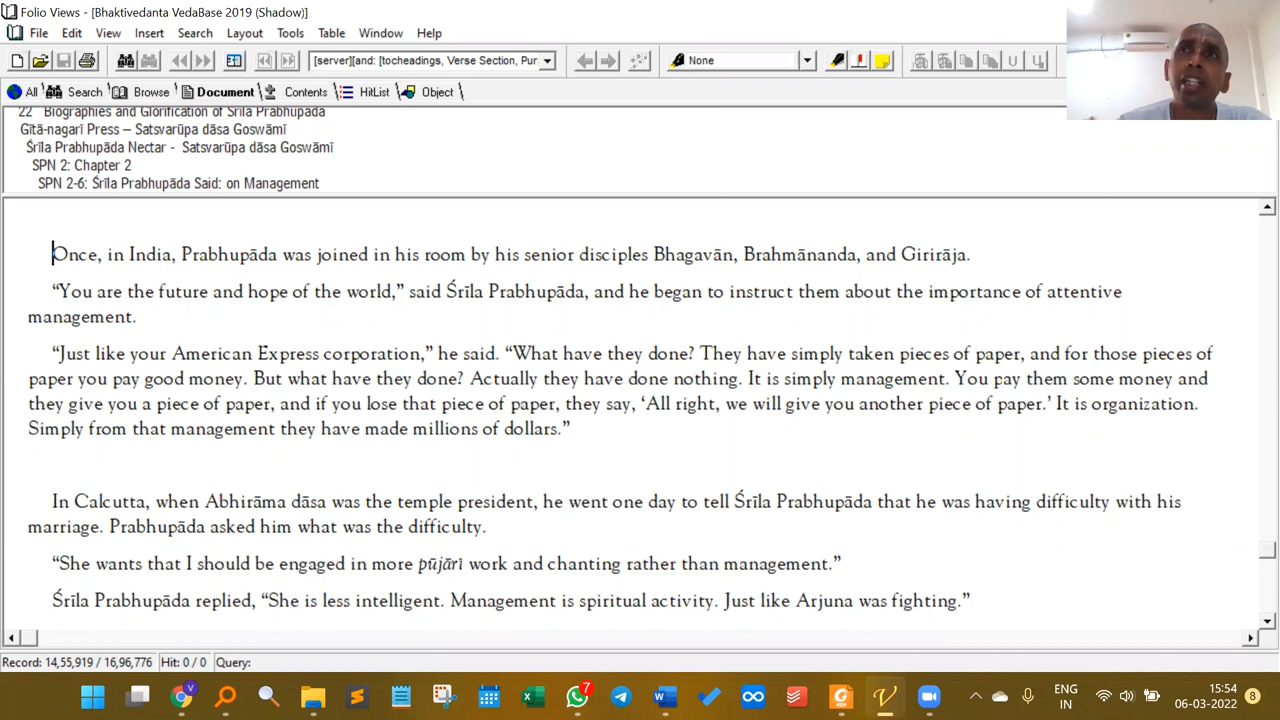 Folio Views - [Bhaktivedanta VedaBase 2019 (Shadow)]
File Edit View Insert Search Layout Tools Table Window Help
[server][and: [tocheadings, Verse Section, Pur None
All Search Browse Document Contents HitList Object
22 Biographies and Glorification of Śrīla Prabhupāda
Gītā-nagarī Press – Satsvarūpa dāsa Goswāmī
Śrīla Prabhupāda Nectar - Satsvarūpa dāsa Goswāmī
SPN 2: Chapter 2
SPN 2-6: Śrīla Prabhupāda Said: on Management
Once, in India, Prabhupāda was joined in his room by his senior disciples Bhagavān, Brahmānanda, and Girirāja.
“You are the future and hope of the world,” said Śrīla Prabhupāda, and he began to instruct them about the importance of attentive
management.
“Just like your American Express corporation,” he said. “What have they done? They have simply taken pieces of paper, and for those pieces of
paper you pay good money. But what have they done? Actually they have done nothing. It is simply management. You pay them some money and
they give you a piece of paper, and if you lose that piece of paper, they say, ‘All right, we will give you another piece of paper.’ It is organization.
Simply from that management they have made millions of dollars.”
In Calcutta, when Abhirāma dāsa was the temple president, he went one day to tell Śrīla Prabhupāda that he was having difficulty with his
marriage. Prabhupāda asked him what was the difficulty.
“She wants that I should be engaged in more pūjārī work and chanting rather than management.”
Śrīla Prabhupāda replied, “She is less intelligent. Management is spiritual activity. Just like Arjuna was fighting.”
Record: 14,55,919 / 16,96,776 Hit: 0 / 0 Query:
V 7 ENG 15:54
IN 06-03-2022 8